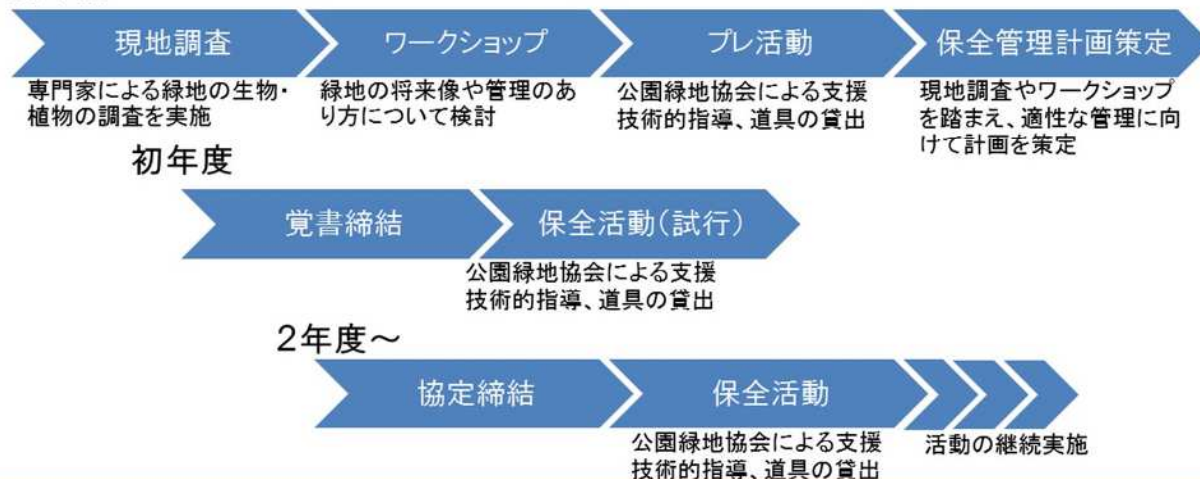 現地調査
ワークショップ
プレ活動
保全管理計画策定
専門家による緑地の生物・
植物の調査を実施
緑地の将来像や管理のあ
り方について検討
公園緑地協会による支援
技術的指導、道具の貸出
現地調査やワークショップ
を踏まえ、適性な管理に向
けて計画を策定
初年度
覚書締結
保全活動(試行)
公園緑地協会による支援
技術的指導、道具の貸出
2年度～
協定締結
保全活動
公園緑地協会による支援
技術的指導、道具の貸出
活動の継続実施